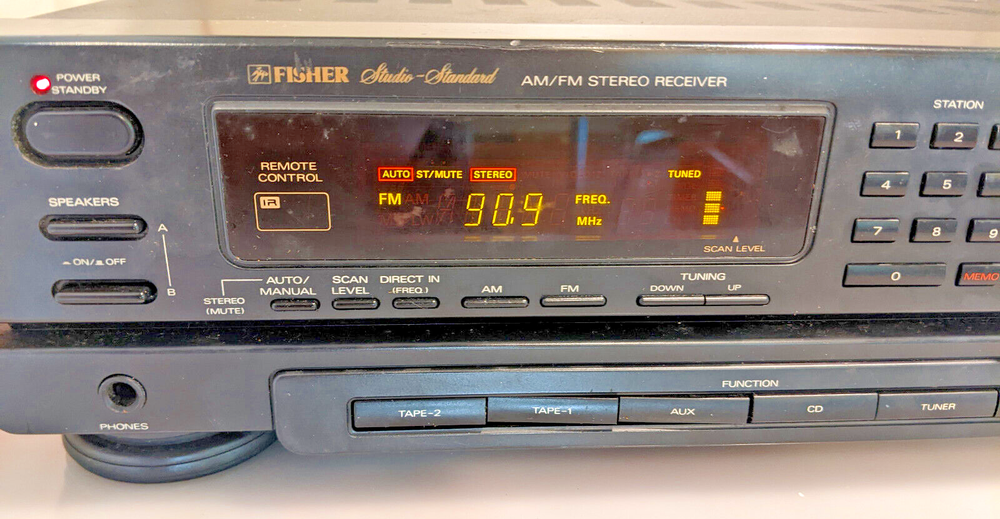 POWER
STANDBY
FISHER Studio-Standard
AM/FM STEREO RECEIVER
STATION
1 2
4 5
7 8 9
0 MEMO
REMOTE
CONTROL
IR
AUTO ST/MUTE STEREO
TUNED
FM AM 90.9 FREQ.
MHz
SCAN LEVEL
SPEAKERS
A
ON/ OFF
B
STEREO
(MUTE)
AUTO/
MANUAL
SCAN
LEVEL
DIRECT IN
(FREQ.)
AM
FM
TUNING
DOWN UP
PHONES
FUNCTION
TAPE-2 TAPE-1 AUX CD TUNER